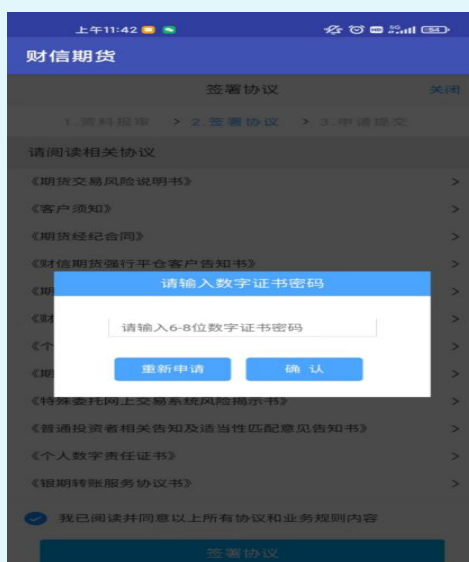 上午11:42
财信期货
签署协议
关闭
1.资料报审 > 2.签署协议 > 3.申请提交
请阅读相关协议
《期货交易风险说明书》 >
《客户须知》 >
《期货经纪合同》 >
《财信期货强行平仓客户告知书》 >
《期 >
请输入数字证书密码
《财 >
请输入6-8位数字证书密码
《个 >
《期 >
重新申请 确 认
《特殊委托网上交易系统风险揭示书》 >
《普通投资者相关告知及适当性匹配意见告知书》 >
《个人数字责任证书》 >
《银期转账服务协议书》 >
我已阅读并同意以上所有协议和业务规则内容
签署协议